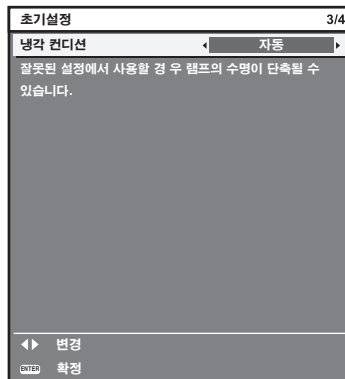 초기설정 3/4
냉각 컨디션 자동
잘못된 설정에서 사용할 경 우 램프의 수명이 단축될 수
있습니다.
변경
ENTER 확정